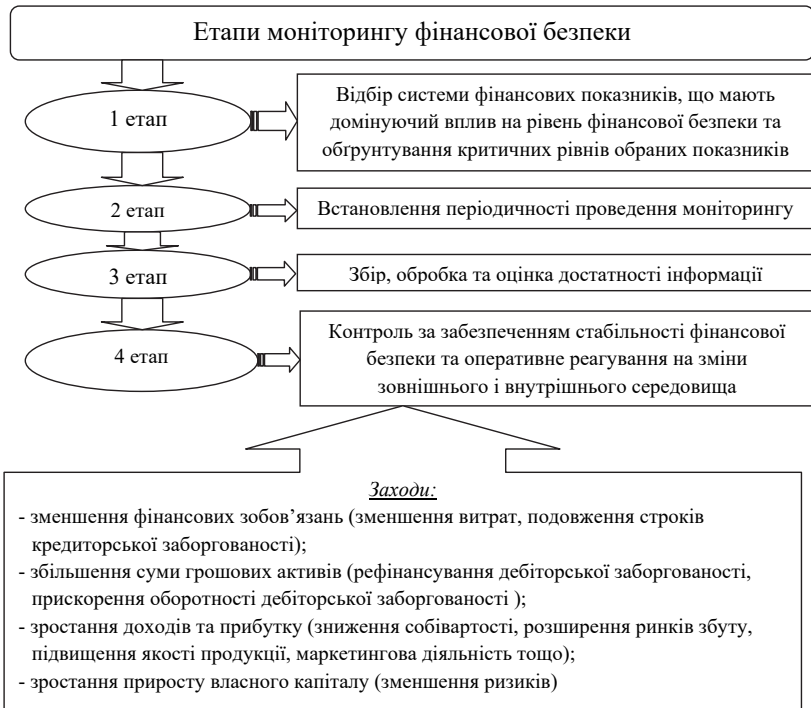 Етапи моніторингу фінансової безпеки
1 етап
Відбір системи фінансових показників, що мають
домінуючий вплив на рівень фінансової безпеки та
обґрунтування критичних рівнів обраних показників
2 етап
Встановлення періодичності проведення моніторингу
3 етап
Збір, обробка та оцінка достатності інформації
4 етап
Контроль за забезпеченням стабільності фінансової
безпеки та оперативне реагування на зміни
зовнішнього і внутрішнього середовища
Заходи:
- зменшення фінансових зобов’язань (зменшення витрат, подовження строків
кредиторської заборгованості);
- збільшення суми грошових активів (рефінансування дебіторської заборгованості,
прискорення оборотності дебіторської заборгованості );
- зростання доходів та прибутку (зниження собівартості, розширення ринків збуту,
підвищення якості продукції, маркетингова діяльність тощо);
- зростання приросту власного капіталу (зменшення ризиків)